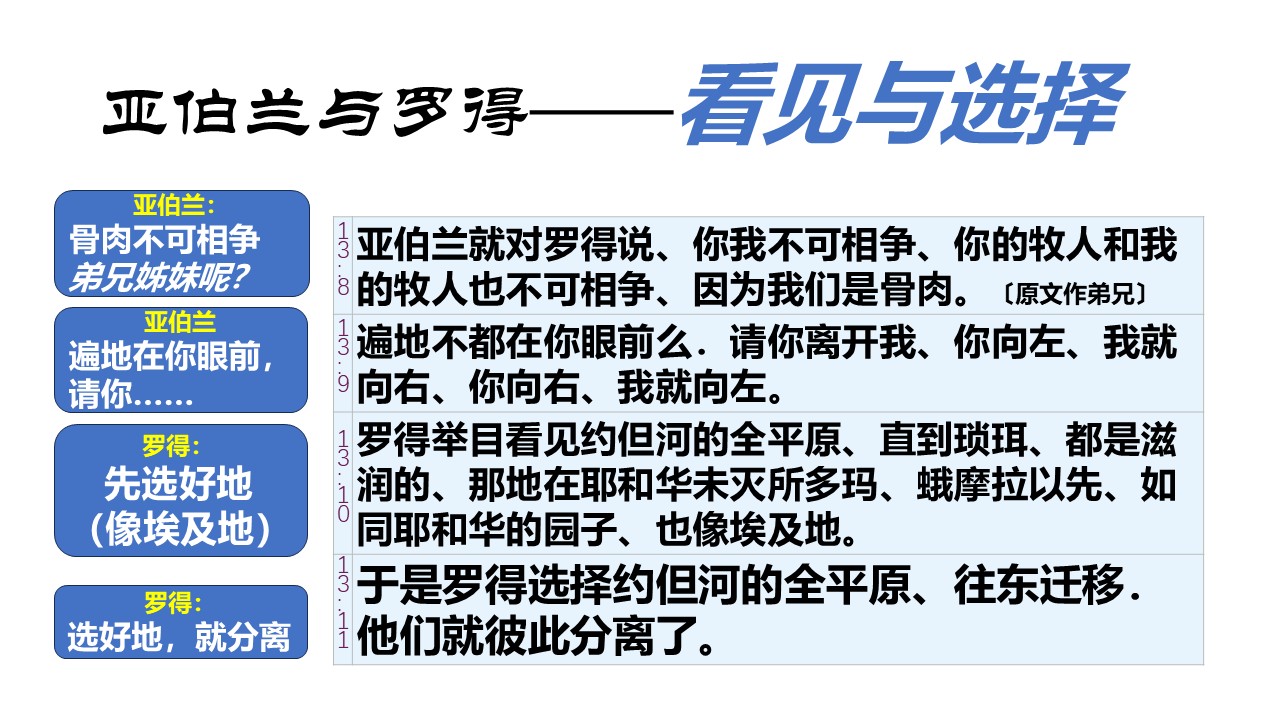 亚伯兰与罗得——看见与选择
亚伯兰：
骨肉不可相争
弟兄姊妹呢?
亚伯兰
遍地在你眼前，
请你……
罗得：
先选好地
（像埃及地）
罗得：
选好地，就分离
13:8
亚伯兰就对罗得说、你我不可相争、你的牧人和我
的牧人也不可相争、因为我们是骨肉。〔原文作弟兄〕
13:9
遍地不都在你眼前么．请你离开我、你向左、我就
向右、你向右、我就向左。
13:10
罗得举目看见约但河的全平原、直到琐珥、都是滋
润的、那地在耶和华未灭所多玛、蛾摩拉以先、如
同耶和华的园子、也像埃及地。
13:11
于是罗得选择约但河的全平原、往东迁移．
他们就彼此分离了。